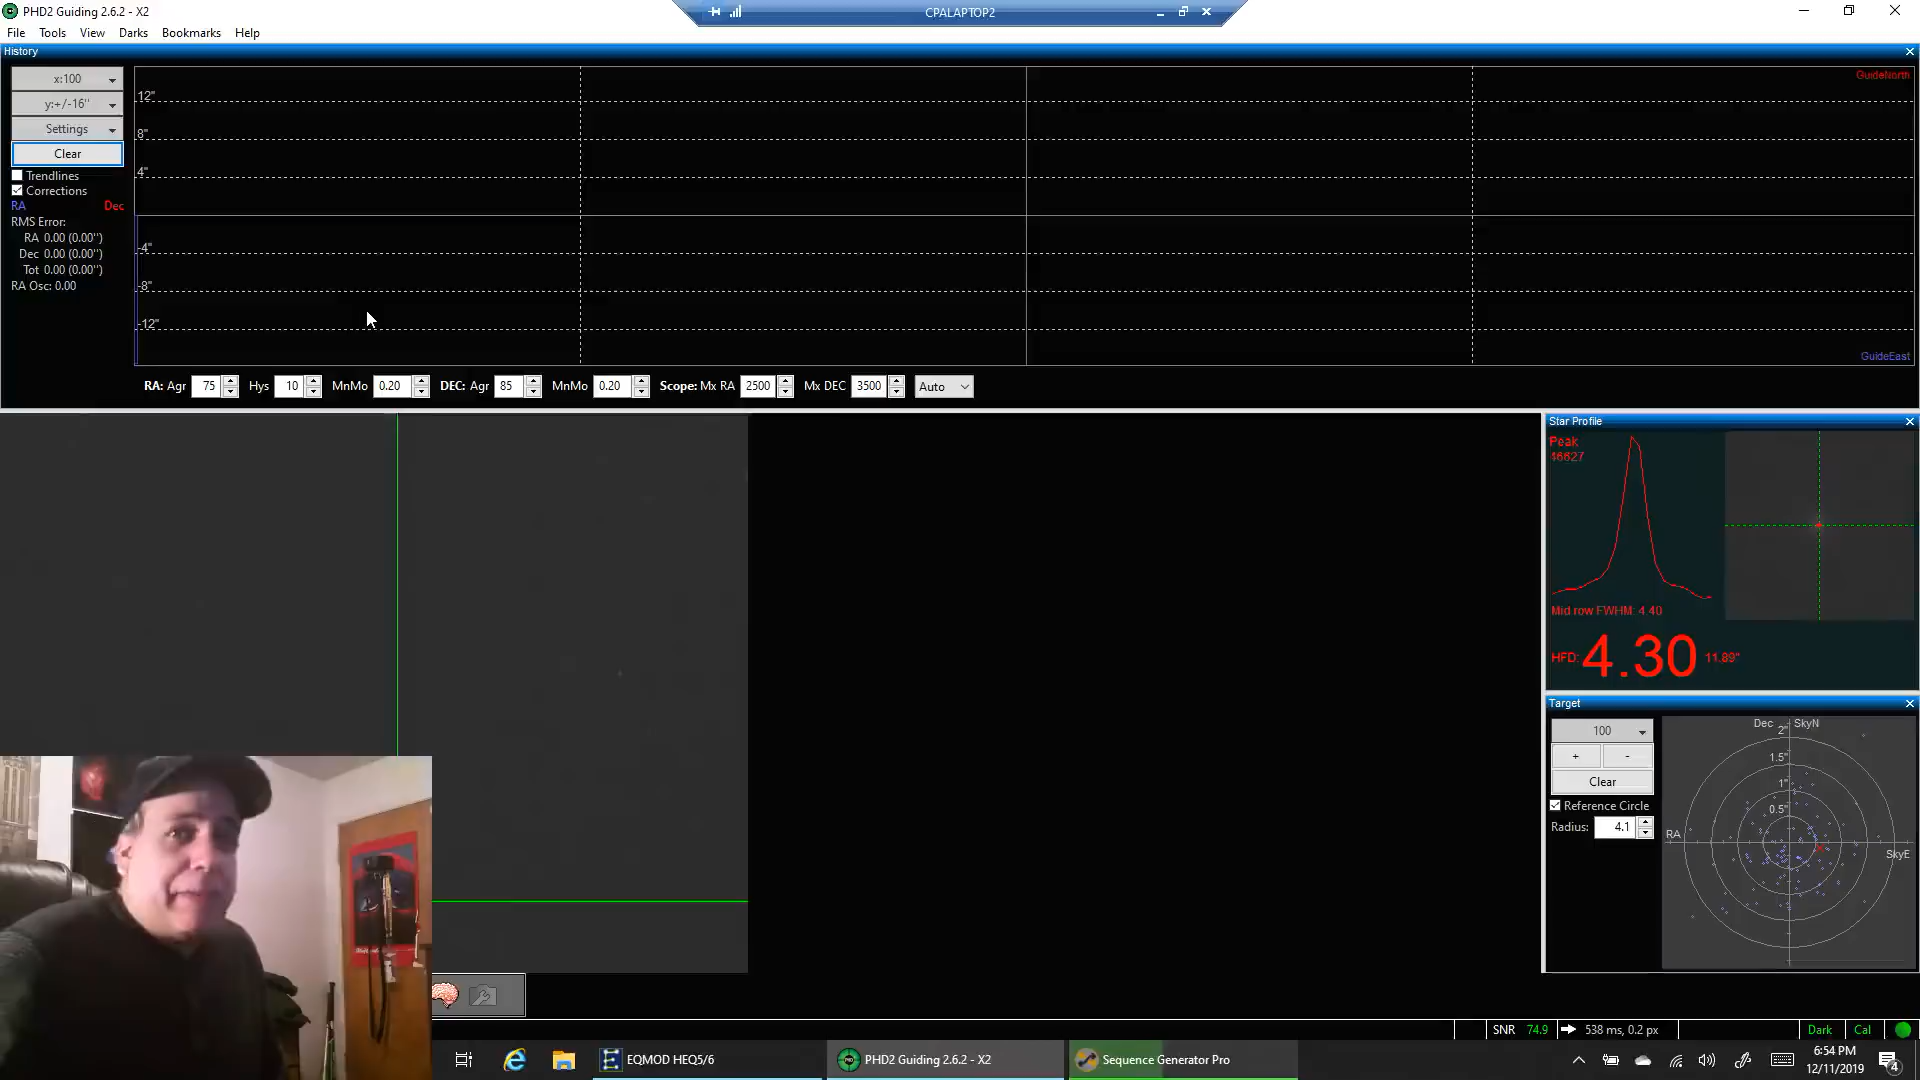 PHD2 Guiding 2.6.2 - X2
CPALAPTOP2
File Tools View Darks Bookmarks Help
History
x:100
y:+/-16''
Settings
Clear
Trendlines
Corrections
RA Dec
RMS Error:
RA 0.00 (0.00'')
Dec 0.00 (0.00'')
Tot 0.00 (0.00'')
RA Osc: 0.00
12"
8"
4"
-4"
-8"
-12"
GuideNorth
GuideEast
RA: Agr 75 Hys 10 MnMo 0.20 DEC: Agr 85 MnMo 0.20 Scope: Mx RA 2500 Mx DEC 3500 Auto
Star Profile
Peak
46627
Mid row FWHM: 4.40
HFD: 4.30 11.89"
Target
100
+ -
Clear
Reference Circle
Radius: 4.1
Dec SkyN
2"
1.5"
1"
0.5"
RA
SkyE
SNR 74.9 538 ms, 0.2 px Dark Cal
EQMOD HEQ5/6
PHD2 Guiding 2.6.2 - X2
Sequence Generator Pro
6:54 PM
12/11/2019
4